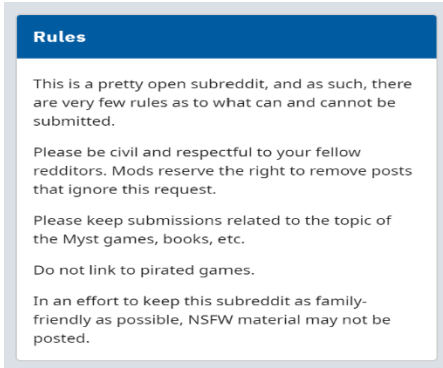 Rules
This is a pretty open subreddit, and as such, there
are very few rules as to what can and cannot be
submitted.
Please be civil and respectful to your fellow
redditors. Mods reserve the right to remove posts
that ignore this request.
Please keep submissions related to the topic of
the Myst games, books, etc.
Do not link to pirated games.
In an effort to keep this subreddit as family-
friendly as possible, NSFW material may not be
posted.